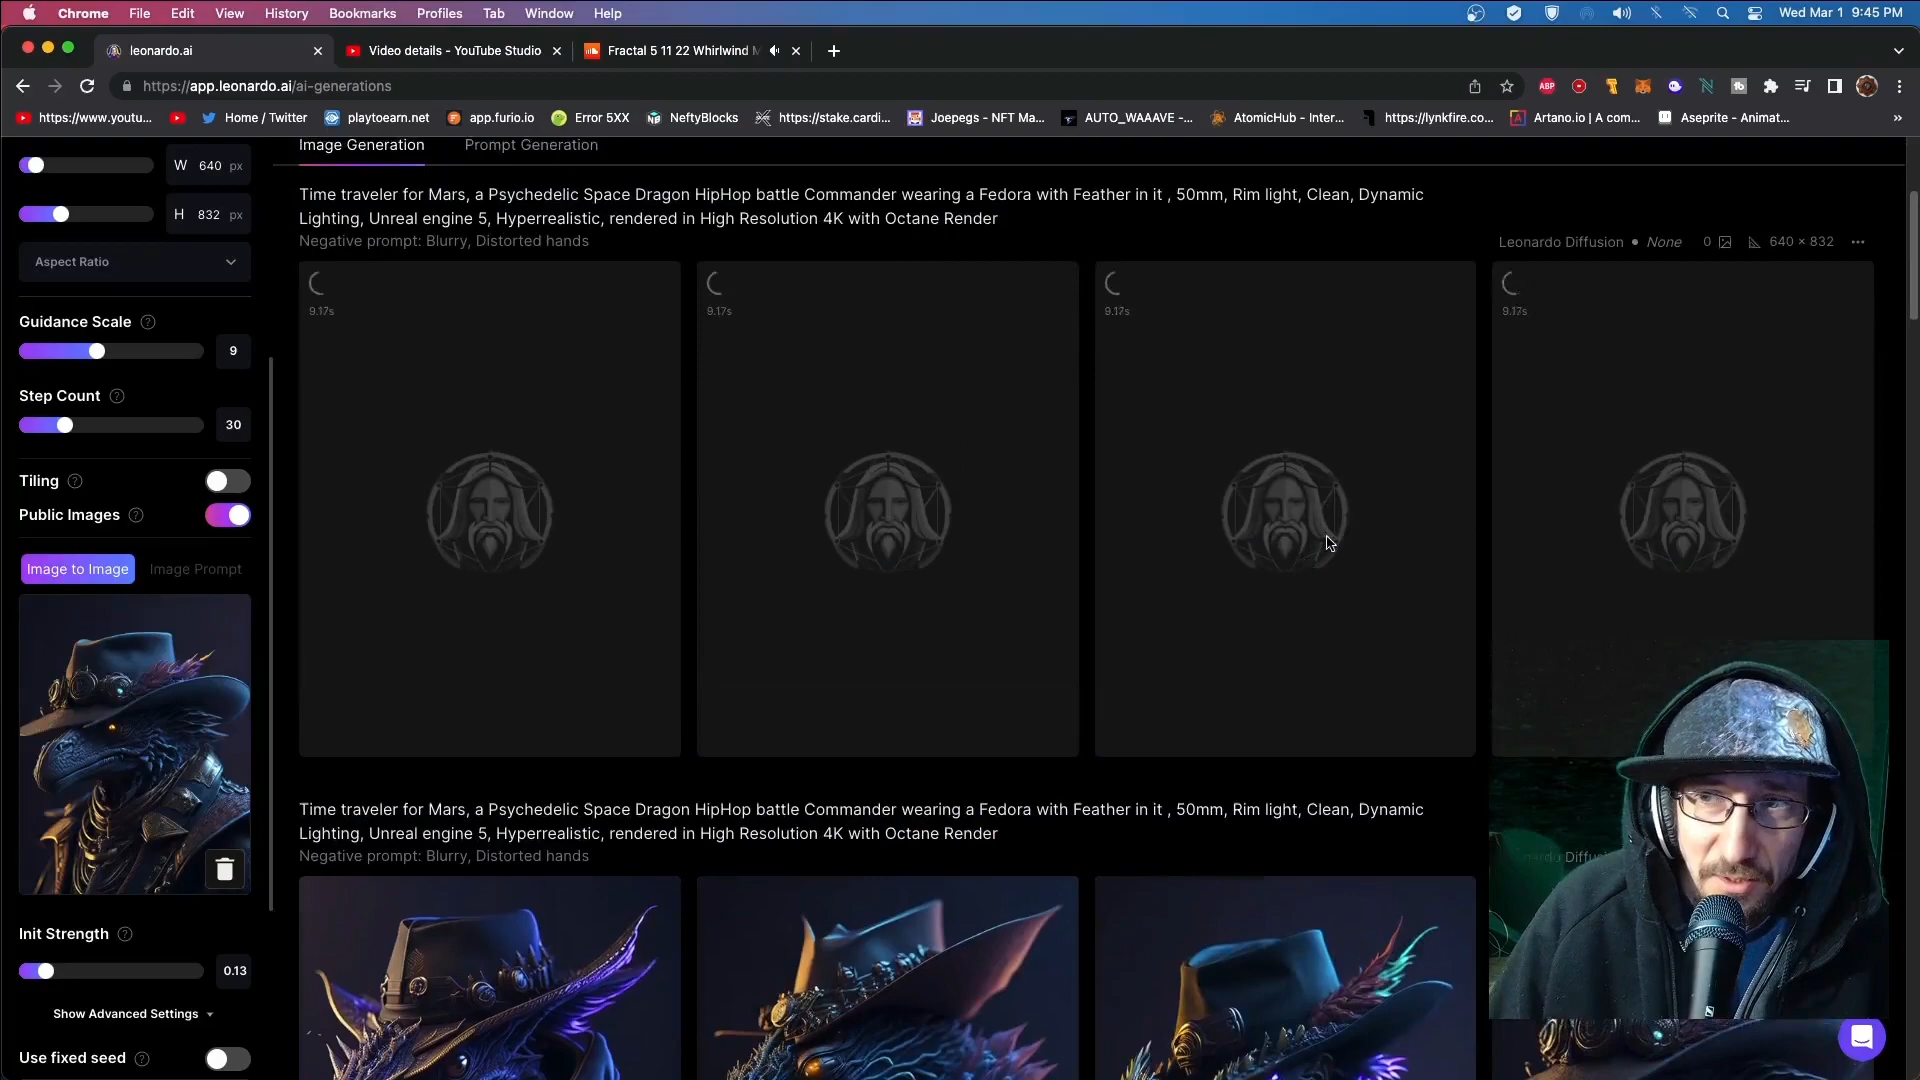 Chrome File Edit View History Bookmarks Profiles Tab Window Help Wed Mar 1 9:45 PM
leonardo.ai Video details - YouTube Studio Fractal 5 11 22 Whirlwind M
https://app.leonardo.ai/ai-generations ABP
https://www.youtu... Home / Twitter playtoearn.net app.furio.io Error 5XX NeftyBlocks https://stake.cardi... Joepegs - NFT Ma... AUTO_WAAAVE -... AtomicHub - Inter... https://lynkfire.co... Artano.io | A com... Aseprite - Animat... »
Image Generation Prompt Generation
W 640 px
H 832 px
Aspect Ratio
Guidance Scale ?
9
Step Count ?
30
Tiling ?
Public Images ?
Image to Image Image Prompt
Init Strength ?
0.13
Show Advanced Settings
Use fixed seed ?
Time traveler for Mars, a Psychedelic Space Dragon HipHop battle Commander wearing a Fedora with Feather in it , 50mm, Rim light, Clean, Dynamic
Lighting, Unreal engine 5, Hyperrealistic, rendered in High Resolution 4K with Octane Render
Negative prompt: Blurry, Distorted hands
Leonardo Diffusion • None 0 640 × 832 ...
9.17s 9.17s 9.17s 9.17s
Time traveler for Mars, a Psychedelic Space Dragon HipHop battle Commander wearing a Fedora with Feather in it , 50mm, Rim light, Clean, Dynamic
Lighting, Unreal engine 5, Hyperrealistic, rendered in High Resolution 4K with Octane Render
Negative prompt: Blurry, Distorted hands